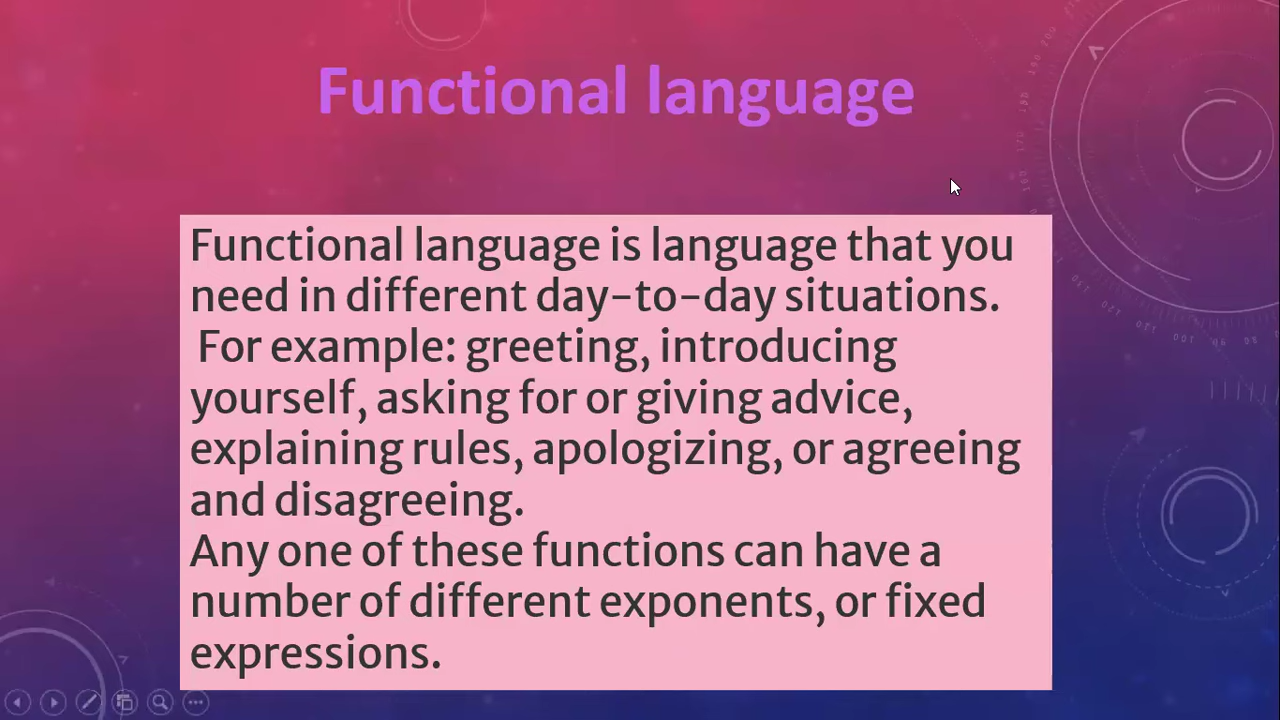 Functional language
Functional language is language that you
need in different day-to-day situations.
For example: greeting, introducing
yourself, asking for or giving advice,
explaining rules, apologizing, or agreeing
and disagreeing.
Any one of these functions can have a
number of different exponents, or fixed
expressions.